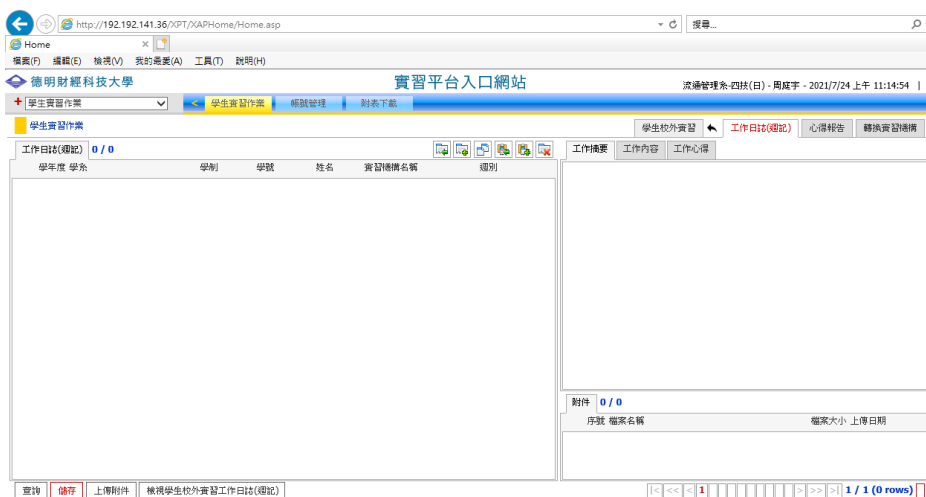 http://192.192.141.36/XPT/XAPHome/Home.asp 搜尋...
Home
檔案(F) 編輯(E) 檢視(V) 我的最愛(A) 工具(T) 說明(H)
德明財經科技大學 實習平台入口網站 流通管理系-四技(日) - 周庭宇 - 2021/7/24 上午 11:14:54 |
+ 學生實習作業 < 學生實習作業 帳號管理 附表下載
學生實習作業 學生校外實習 工作日誌(週記) 心得報告 轉換實習機構
工作日誌(週記) 0 / 0 工作摘要 工作內容 工作心得
學年度 學系 學制 學號 姓名 實習機構名稱 週別
附件 0 / 0
序號 檔案名稱 檔案大小 上傳日期
查詢 儲存 上傳附件 檢視學生校外實習工作日誌(週記) |< << < 1 > >> >| 1 / 1 (0 rows)